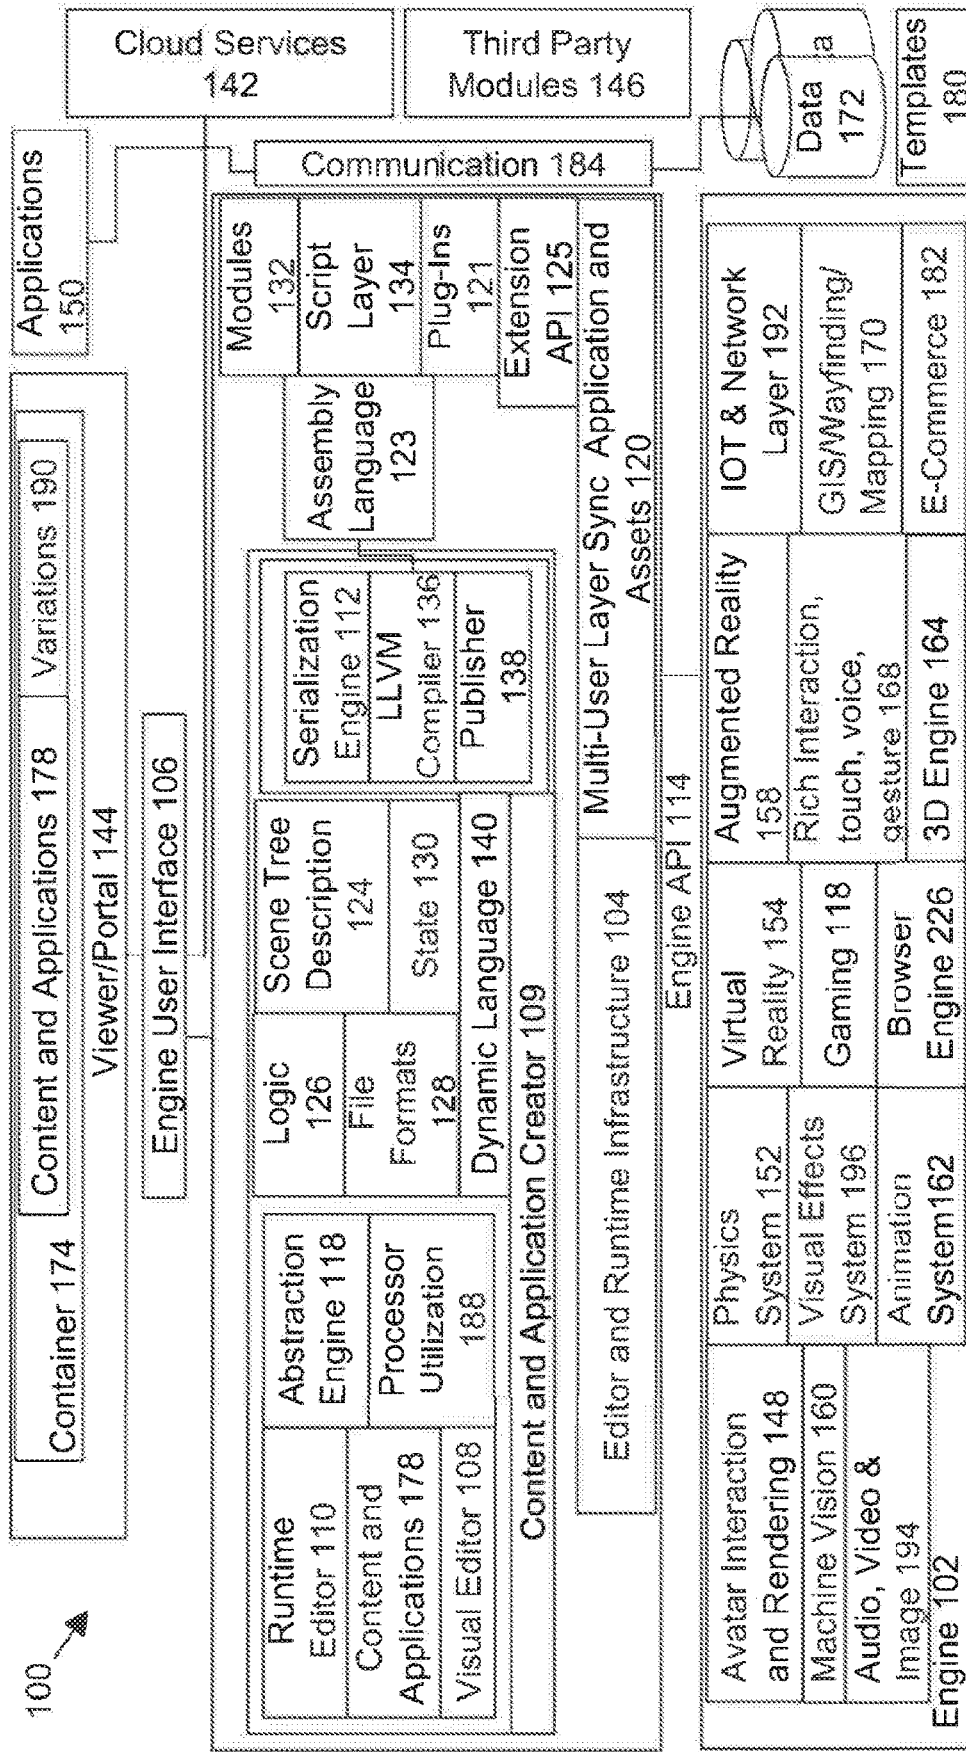 100
Container 174
Content and Applications 178
Variations 190
Viewer/Portal 144
Applications
150
Cloud Services
142
Third Party
Modules 146
Engine User Interface 106
Communication 184
Data
a
172
Templates
180
Runtime
Editor 110
Content and
Applications 178
Visual Editor 108
Abstraction
Engine 118
Processor
Utilization
188
Logic
126
File
Formats
128
Scene Tree
Description
124
State 130
Dynamic Language 140
Serialization
Engine 112
LLVM
Compiler 136
Publisher
138
Assembly
Language
123
Modules
132
Script
Layer
134
Plug-Ins
121
Extension
API 125
Content and Application Creator 109
Editor and Runtime Infrastructure 104
Multi-User Layer Sync Application and
Assets 120
Engine API 114
Avatar Interaction
and Rendering 148
Machine Vision 160
Audio, Video &
Image 194
Engine 102
Physics
System 152
Visual Effects
System 196
Animation
System162
Virtual
Reality 154
Gaming 118
Browser
Engine 226
Augmented Reality
158
Rich Interaction,
touch, voice,
gesture 168
3D Engine 164
IOT & Network
Layer 192
GIS/Wayfinding/
Mapping 170
E-Commerce 182